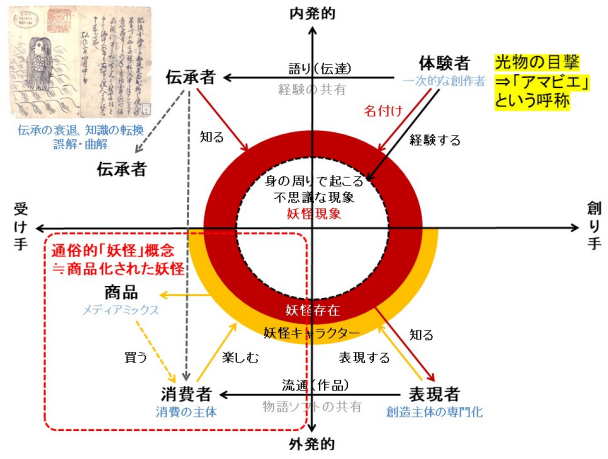 内発的
伝承者
語り(伝達)
経験の共有
体験者
一次的な創作者
光物の目撃
⇒「アマビエ」
という呼称
伝承の衰退、知識の転換
誤解・曲解
伝承者
知る
名付け
経験する
身の周りで起こる
不思議な現象
妖怪現象
受け手
創り手
通俗的「妖怪」概念
≒商品化された妖怪
商品
メディアミックス
妖怪存在
妖怪キャラクター
知る
買う
楽しむ
表現する
消費者
消費の主体
流通(作品)
物語ソフトの共有
表現者
創造主体の専門化
外発的